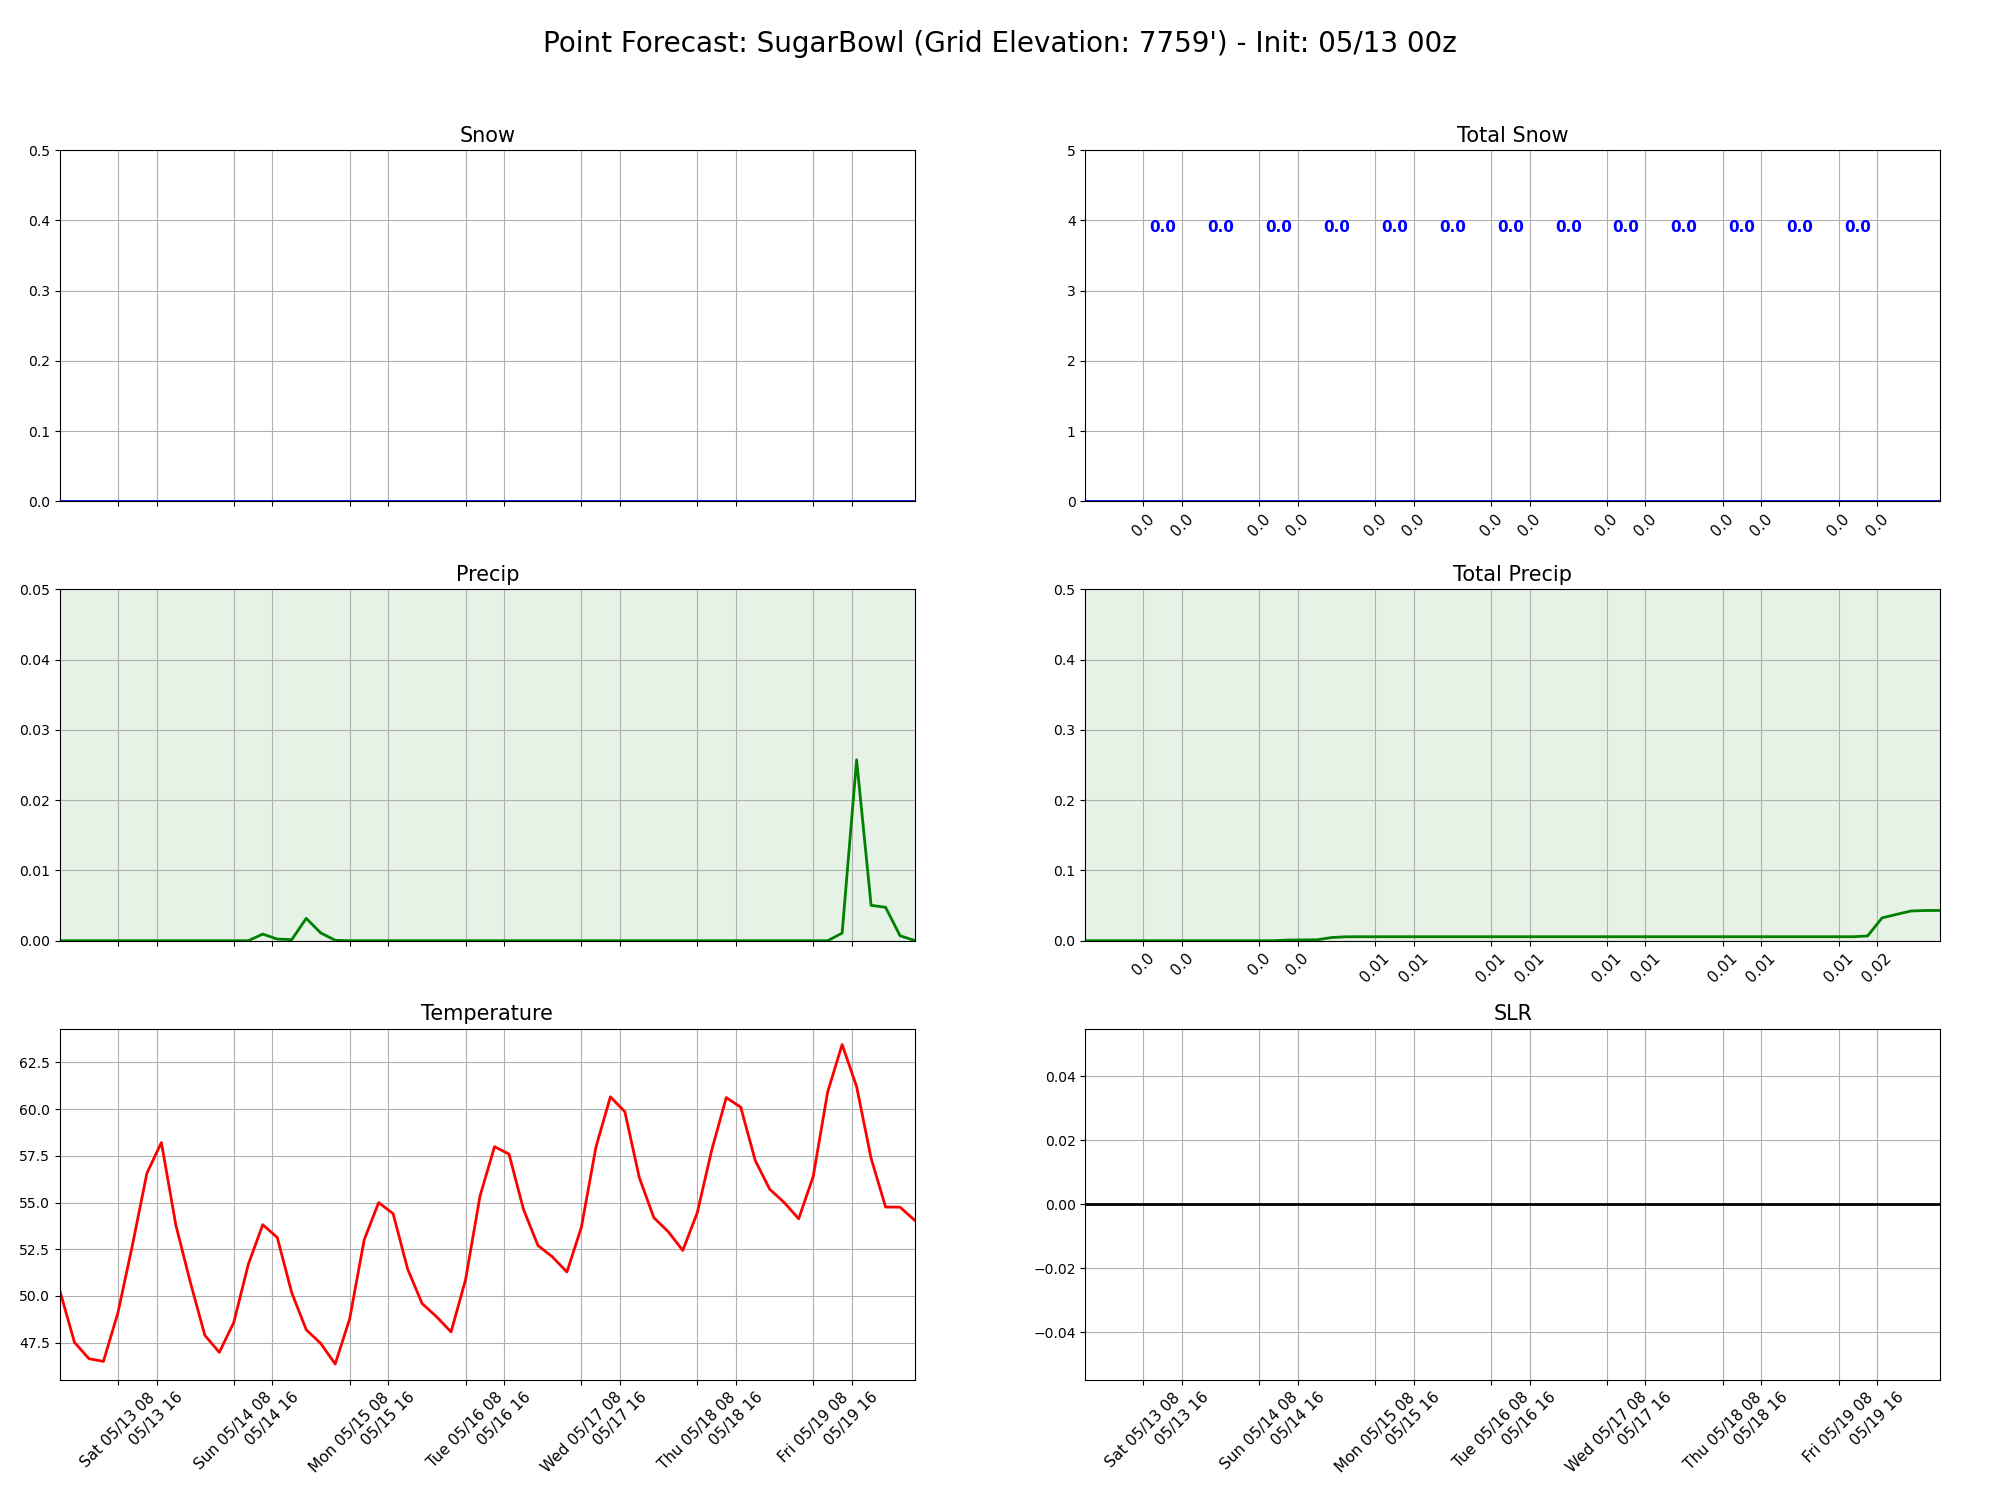 Point Forecast: SugarBowl (Grid Elevation: 7759') - Init: 05/13 00z
Snow
0.5
0.4
0.3
0.2
0.1
0.0
Total Snow
5
4
3
2
1
0
0.0 0.0 0.0 0.0 0.0 0.0 0.0 0.0 0.0 0.0 0.0 0.0 0.0
0.0 0.0 0.0 0.0 0.0 0.0 0.0 0.0 0.0 0.0 0.0 0.0 0.0 0.0
Precip
0.05
0.04
0.03
0.02
0.01
0.00
Total Precip
0.5
0.4
0.3
0.2
0.1
0.0
0.0 0.0 0.0 0.0 0.01 0.01 0.01 0.01 0.01 0.01 0.01 0.01 0.01 0.02
Temperature
62.5
60.0
57.5
55.0
52.5
50.0
47.5
Sat 05/13 08
05/13 16
Sun 05/14 08
05/14 16
Mon 05/15 08
05/15 16
Tue 05/16 08
05/16 16
Wed 05/17 08
05/17 16
Thu 05/18 08
05/18 16
Fri 05/19 08
05/19 16
SLR
0.04
0.02
0.00
−0.02
−0.04
Sat 05/13 08
05/13 16
Sun 05/14 08
05/14 16
Mon 05/15 08
05/15 16
Tue 05/16 08
05/16 16
Wed 05/17 08
05/17 16
Thu 05/18 08
05/18 16
Fri 05/19 08
05/19 16